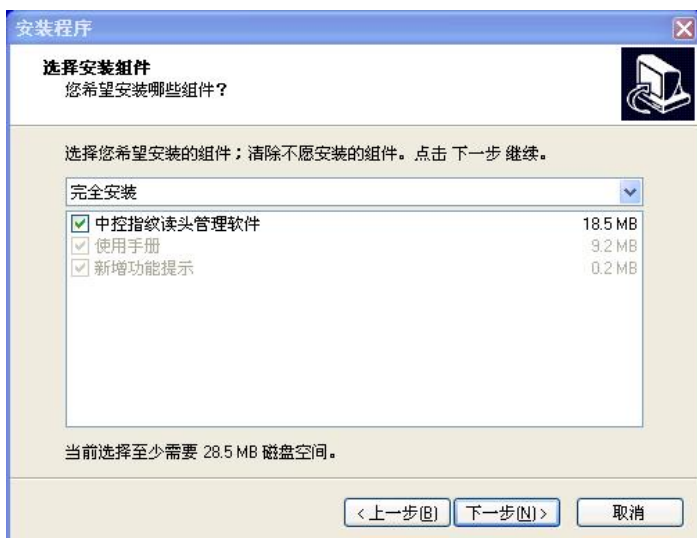 安装程序
选择安装组件
您希望安装哪些组件？
选择您希望安装的组件；清除不愿安装的组件。点击 下一步 继续。
完全安装
中控指纹读头管理软件 18.5 MB
使用手册 9.2 MB
新增功能提示 0.2 MB
当前选择至少需要 28.5 MB 磁盘空间。
<上一步(B) 下一步(N)> 取消